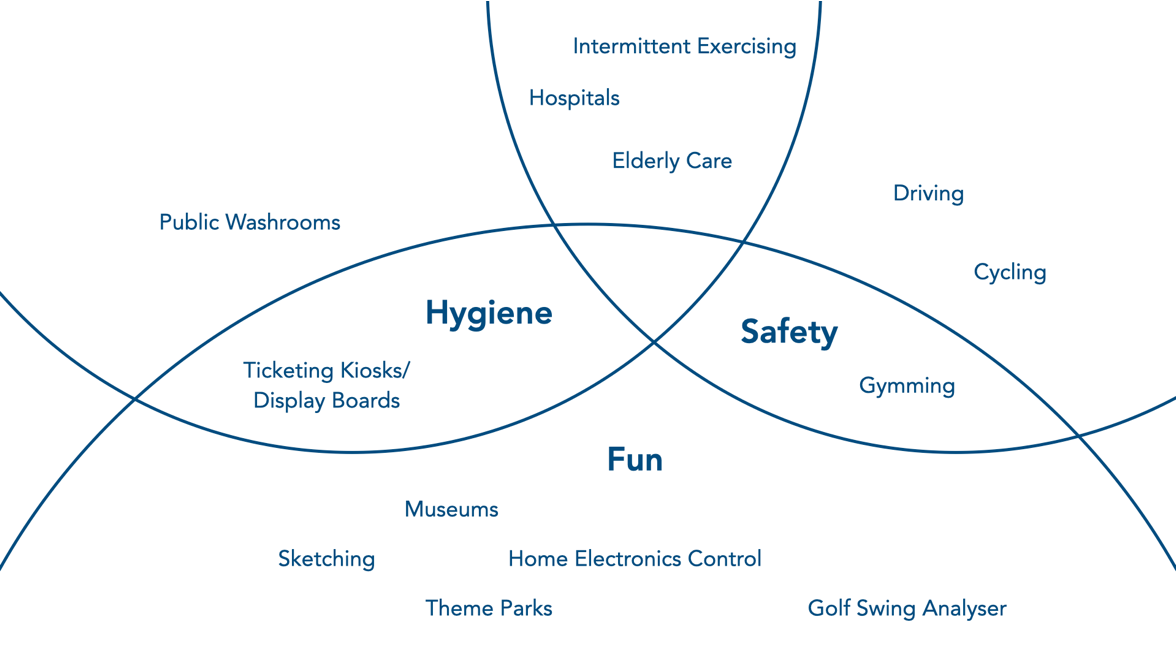 Intermittent Exercising
Hospitals
Elderly Care
Driving
Public Washrooms
Cycling
Hygiene
Safety
Ticketing Kiosks/
Display Boards
Gymming
Fun
Museums
Sketching
Home Electronics Control
Theme Parks
Golf Swing Analyser